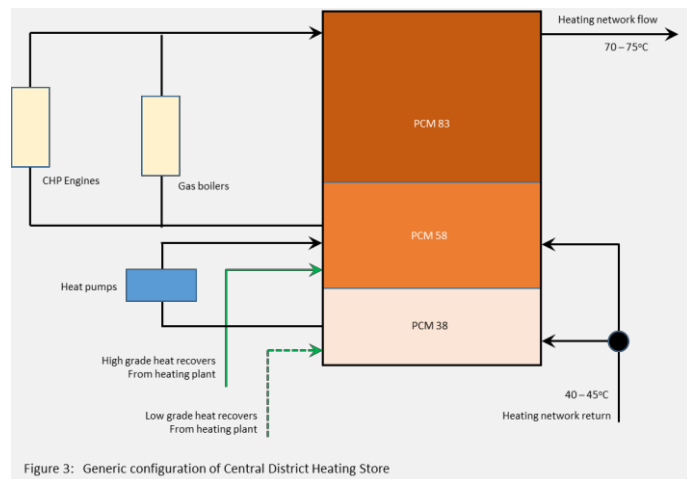 Heating network flow
70 – 75°C
PCM 83
CHP Engines
Gas boilers
PCM 58
Heat pumps
PCM 38
High grade heat recovers
From heating plant
40 – 45°C
Low grade heat recovers
From heating plant
Heating network return
Figure 3: Generic configuration of Central District Heating Store